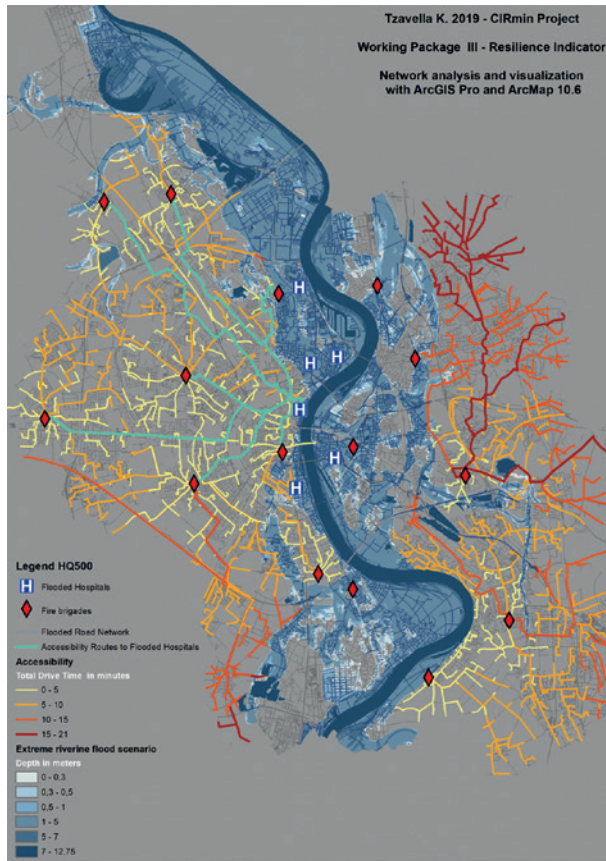 Tzavella K. 2019 - CIRmin Project
Working Package III - Resilience Indicator
Network analysis and visualization
with ArcGIS Pro and ArcMap 10.6
H
H
H
H
H
H
Legend HQ500
H Flooded Hospitals
Fire brigades
Flooded Road Network
Accessibility Routes to Flooded Hospitals
Accessibility
Total Drive Time in minutes
0 - 5
5 - 10
10 - 15
15 - 21
Extreme riverine flood scenario
Depth in meters
0 - 0,3
0,3 - 0,5
0,5 - 1
1 - 5
5 - 7
7 - 12,75